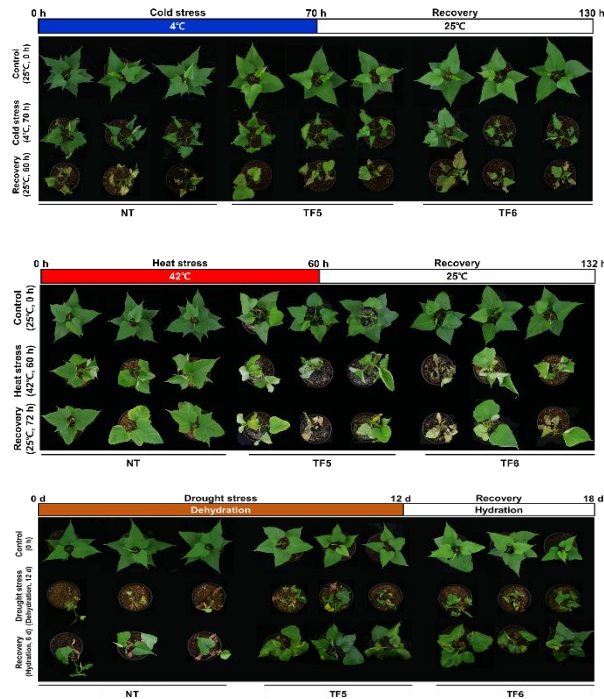 0 h Cold stress 70 h Recovery 130 h
4℃ 25℃
Control
(25℃, 0 h)
Cold stress
(4℃, 70 h)
Recovery
(25℃, 60 h)
NT TF5 TF6
0 h Heat stress 60 h Recovery 132 h
42℃ 25℃
Control
(25℃, 0 h)
Heat stress
(42℃, 60 h)
Recovery
(25℃, 72 h)
NT TF5 TF6
0 d Drought stress 12 d Recovery 18 d
Dehydration Hydration
Control
(0 h)
Drought stress
(Dehydration, 12 d)
Recovery
(Hydration, 6 d)
NT TF5 TF6